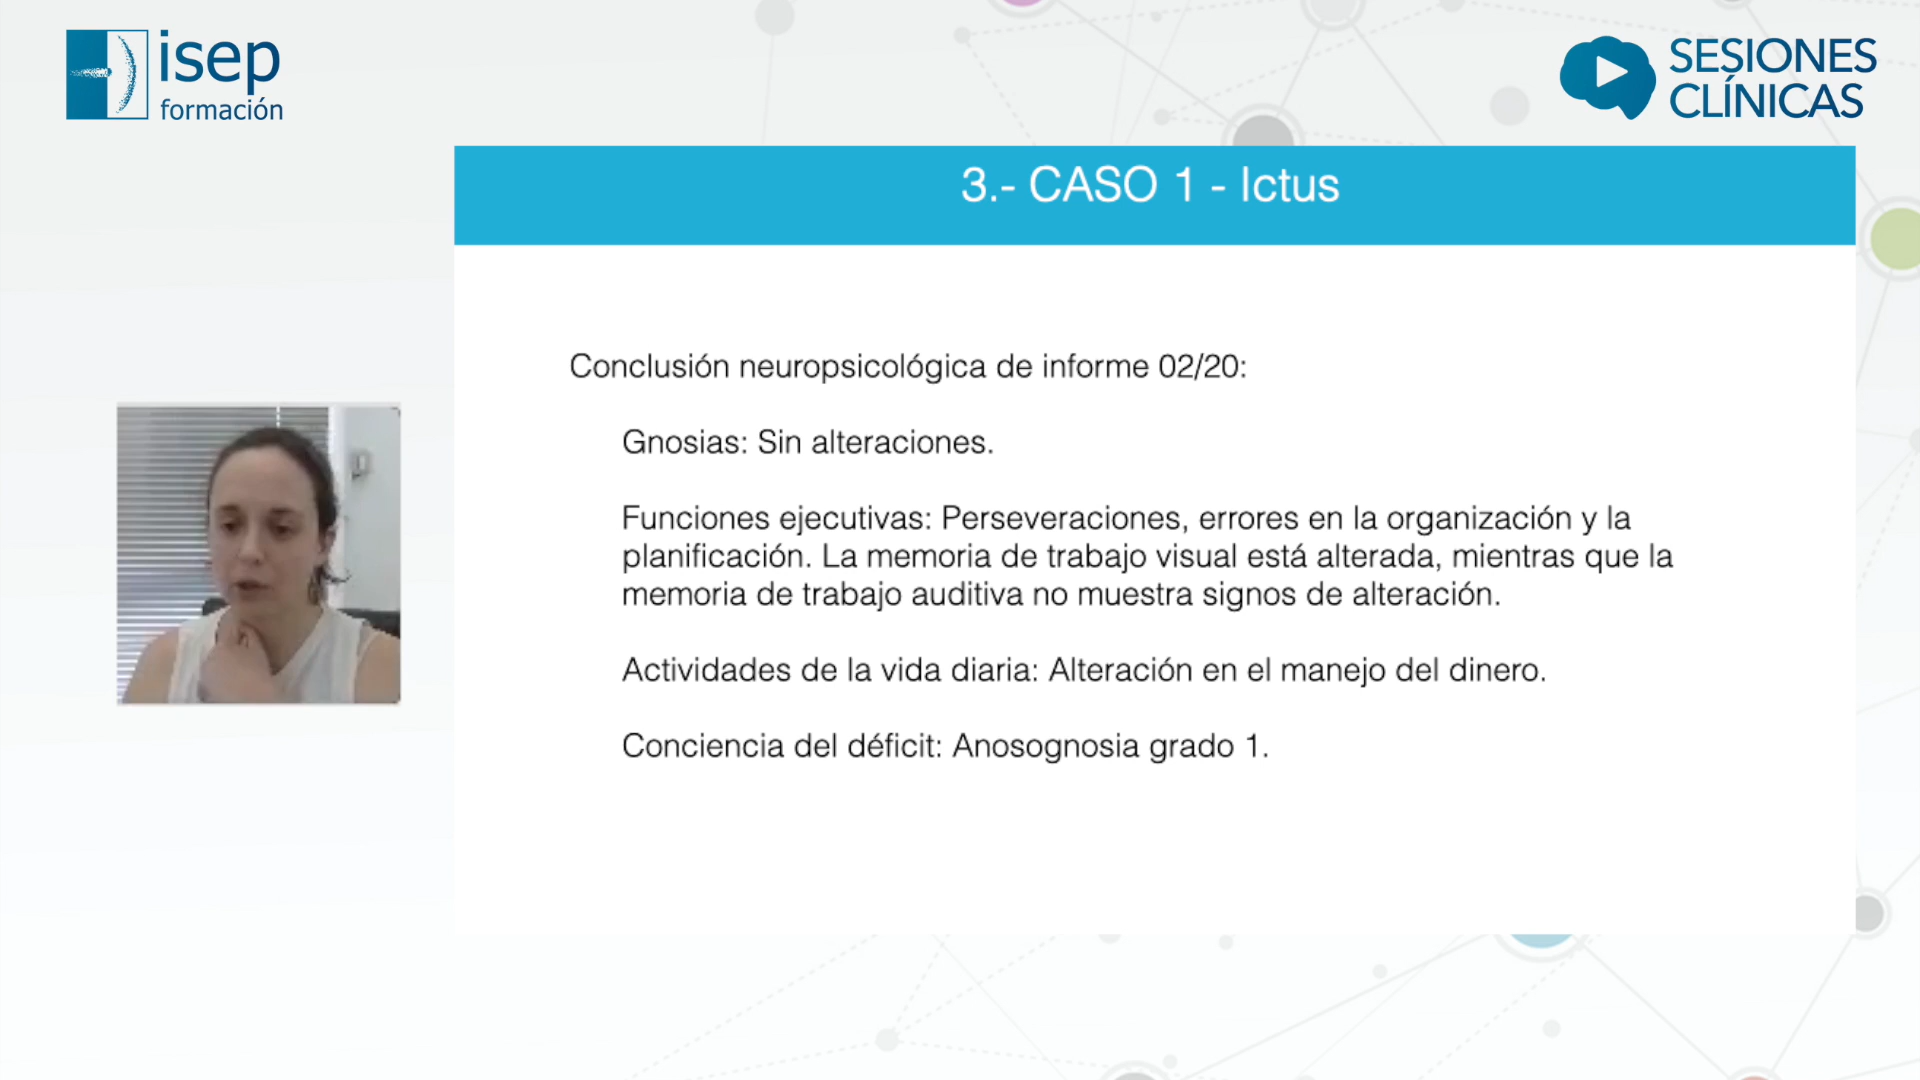 isep
formación
SESIONES
CLÍNICAS
3.- CASO 1 - Ictus
Conclusión neuropsicológica de informe 02/20:
Gnosias: Sin alteraciones.
Funciones ejecutivas: Perseveraciones, errores en la organización y la
planificación. La memoria de trabajo visual está alterada, mientras que la
memoria de trabajo auditiva no muestra signos de alteración.
Actividades de la vida diaria: Alteración en el manejo del dinero.
Conciencia del déficit: Anosognosia grado 1.